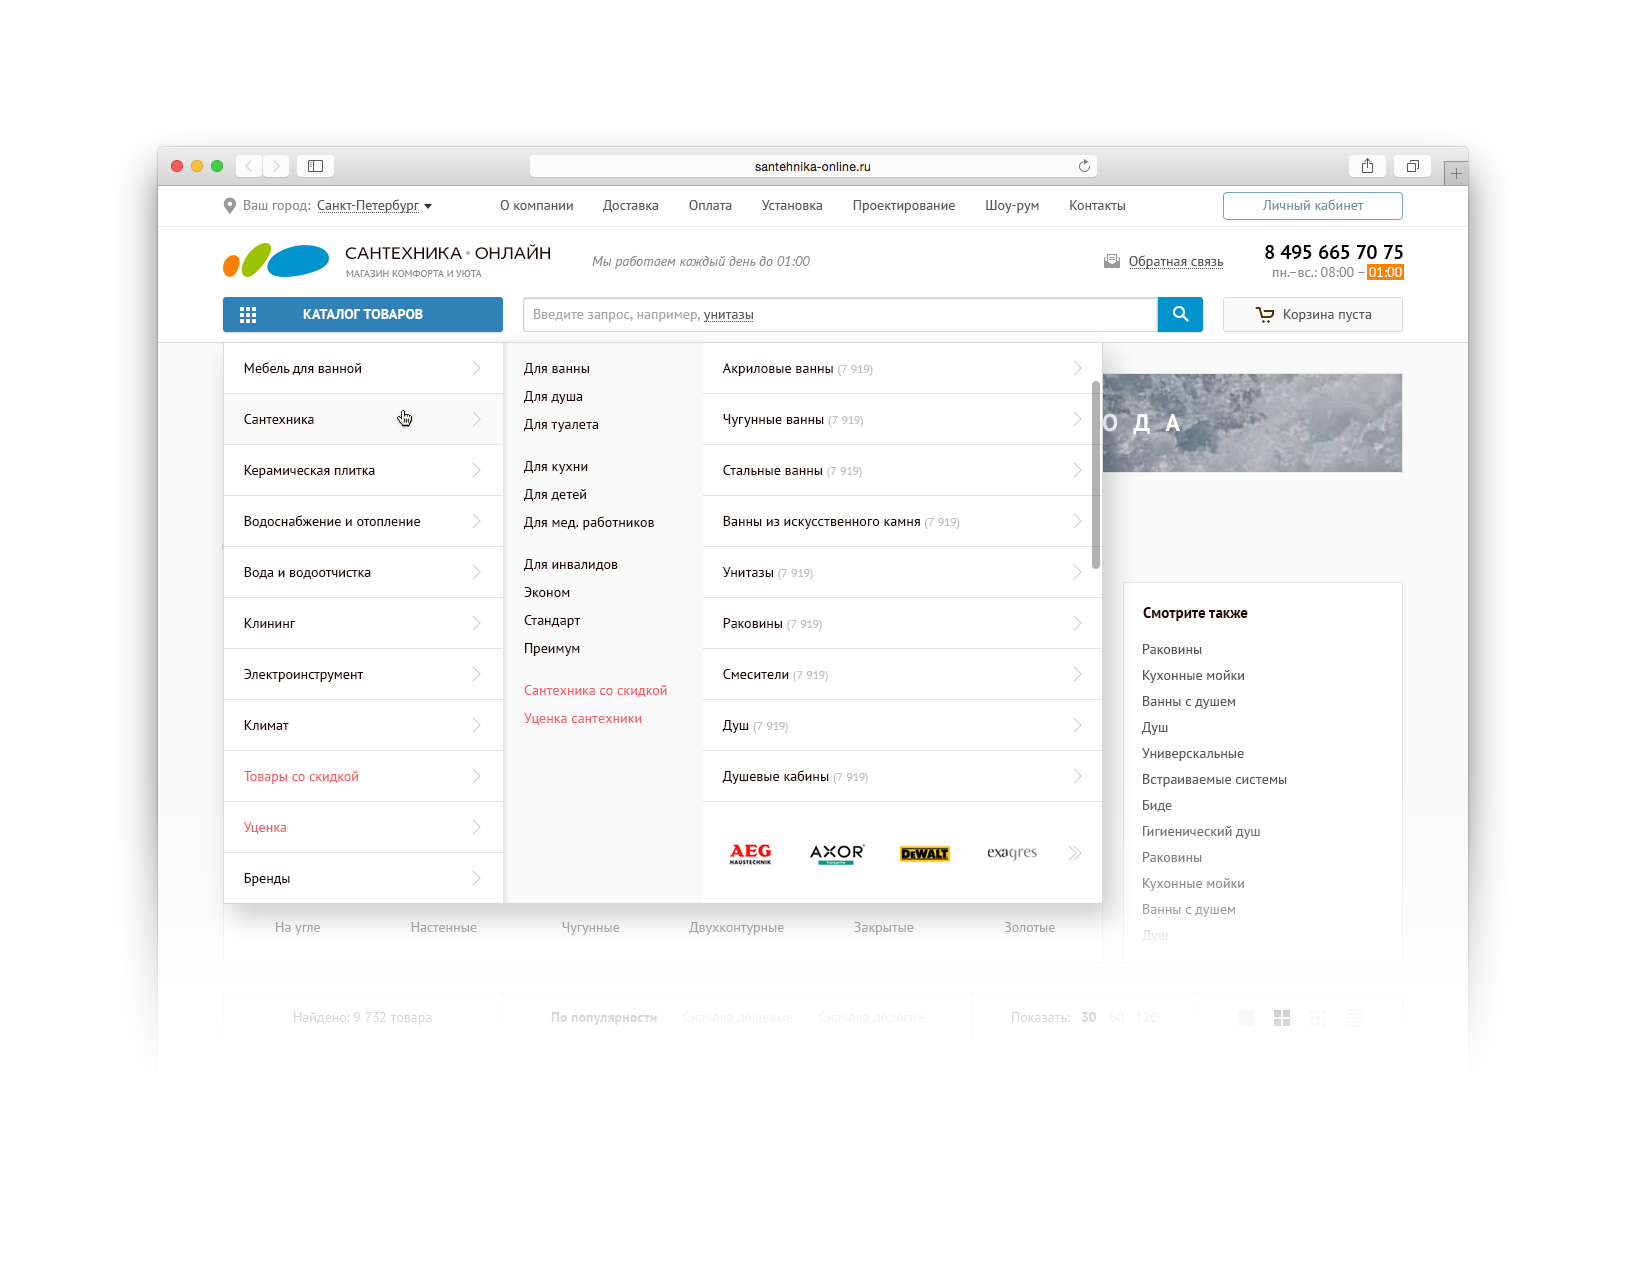 santehnika-online.ru
Ваш город: Санкт-Петербург
О компании
Доставка
Оплата
Установка
Проектирование
Шоу-рум
Контакты
Личный кабинет
САНТЕХНИКА • ОНЛАЙН
МАГАЗИН КОМФОРТА И УЮТА
Мы работаем каждый день до 01:00
Обратная связь
8 495 665 70 75
пн.–вс.: 08:00 – 01:00
КАТАЛОГ ТОВАРОВ
Введите запрос, например, унитазы
Корзина пуста
Мебель для ванной
Сантехника
Керамическая плитка
Водоснабжение и отопление
Вода и водоотчистка
Клининг
Электроинструмент
Климат
Товары со скидкой
Уценка
Бренды
Для ванны
Для душа
Для туалета
Для кухни
Для детей
Для мед. работников
Для инвалидов
Эконом
Стандарт
Преимум
Сантехника со скидкой
Уценка сантехники
Акриловые ванны (7 919)
Чугунные ванны (7 919)
Стальные ванны (7 919)
Ванны из искусственного камня (7 919)
Унитазы (7 919)
Раковины (7 919)
Смесители (7 919)
Душ (7 919)
Душевые кабины (7 919)
AEG
HAUSTECHNIK
AXOR
DEWALT
exagres
ОДА
Смотрите также
Раковины
Кухонные мойки
Ванны с душем
Душ
Универскальные
Встраиваемые системы
Биде
Гигиенический душ
Раковины
Кухонные мойки
Ванны с душем
Душ
На угле
Настенные
Чугунные
Двухконтурные
Закрытые
Золотые
Найдено: 9 732 товара
По популярности
Сначала дешевые
Сначала дорогие
Показать: 30 60 120